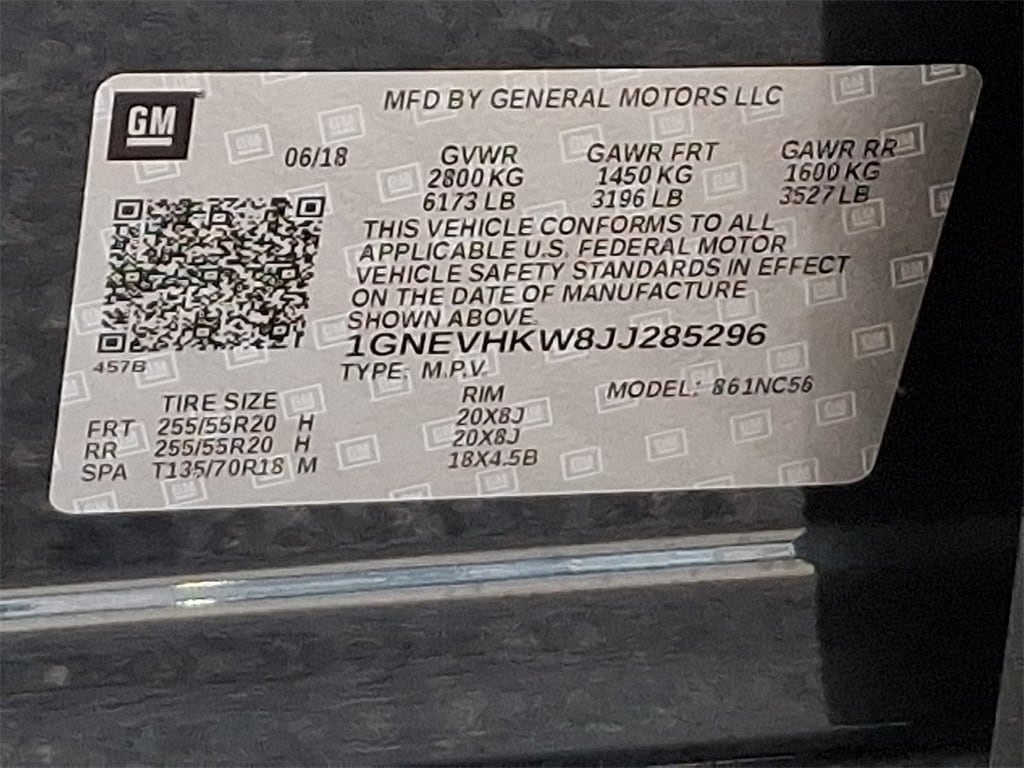 GM
MFD BY GENERAL MOTORS LLC
06/18 GVWR GAWR FRT GAWR RR
2800 KG 1450 KG 1600 KG
6173 LB 3196 LB 3527 LB
THIS VEHICLE CONFORMS TO ALL
APPLICABLE U.S. FEDERAL MOTOR
VEHICLE SAFETY STANDARDS IN EFFECT
ON THE DATE OF MANUFACTURE
SHOWN ABOVE.
1GNEVHKW8JJ285296
457B
TYPE: M.P.V.
TIRE SIZE RIM MODEL: 861NC56
FRT 255/55R20 H 20X8J
RR 255/55R20 H 20X8J
SPA T135/70R18 M 18X4.5B